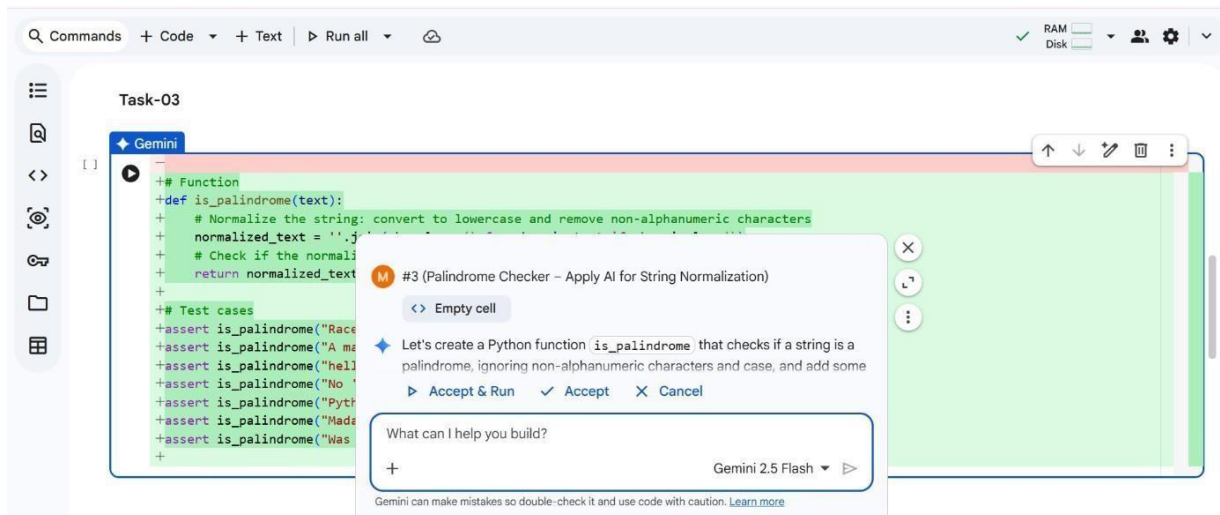 Commands + Code + Text Run all
RAM
Disk
Task-03
Gemini
[ ]
-
+# Function
+def is_palindrome(text):
+ # Normalize the string: convert to lowercase and remove non-alphanumeric characters
+ normalized_text = ''.j
+ # Check if the normali
+ return normalized_text
+
+# Test cases
+assert is_palindrome("Race
+assert is_palindrome("A ma
+assert is_palindrome("hell
+assert is_palindrome("No '
+assert is_palindrome("Pyth
+assert is_palindrome("Mada
+assert is_palindrome("Was
+
M #3 (Palindrome Checker – Apply AI for String Normalization)
<> Empty cell
Let's create a Python function is_palindrome that checks if a string is a
palindrome, ignoring non-alphanumeric characters and case, and add some
Accept & Run Accept Cancel
What can I help you build?
+ Gemini 2.5 Flash
Gemini can make mistakes so double-check it and use code with caution. Learn more